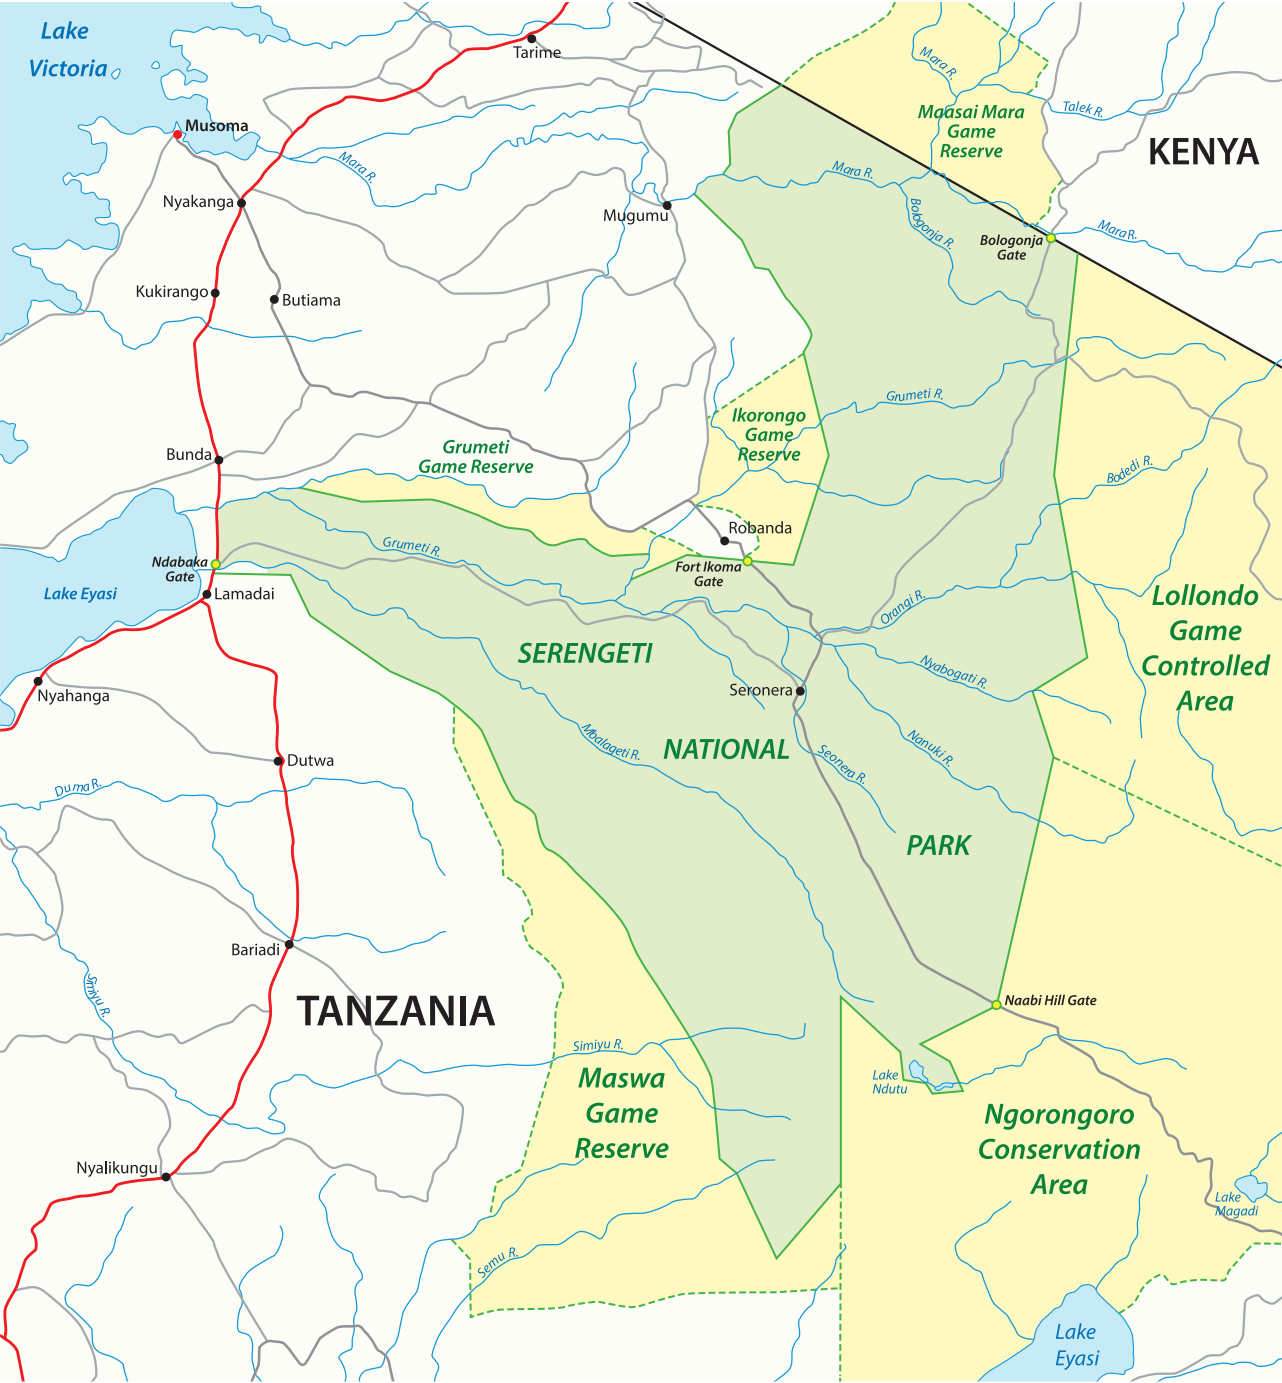 Lake
Victoria
Tarime
Mara R.
Talek R.
Maasai Mara
Game
Reserve
KENYA
Musoma
Mara R.
Mara R.
Nyakanga
Mugumu
Bologonja R.
Bologonja
Gate
Mara R.
Kukirango
Butiama
Grumeti R.
Ikorongo
Game
Reserve
Grumeti
Game Reserve
Bunda
Bodedi R.
Robanda
Grumeti R.
Ndabaka
Gate
Fort Ikoma
Gate
Lake Eyasi
Lamadai
Orangi R.
Lollondo
Game
Controlled
Area
SERENGETI
Nyabogati R.
Nyahanga
Seronera
NATIONAL
Mbalageti R.
Seonera R.
Nanuki R.
Dutwa
Duma R.
PARK
Bariadi
Simiyu R.
TANZANIA
Naabi Hill Gate
Simiyu R.
Maswa
Game
Reserve
Lake
Ndutu
Ngorongoro
Conservation
Area
Nyalikungu
Lake
Magadi
Semu R.
Lake
Eyasi